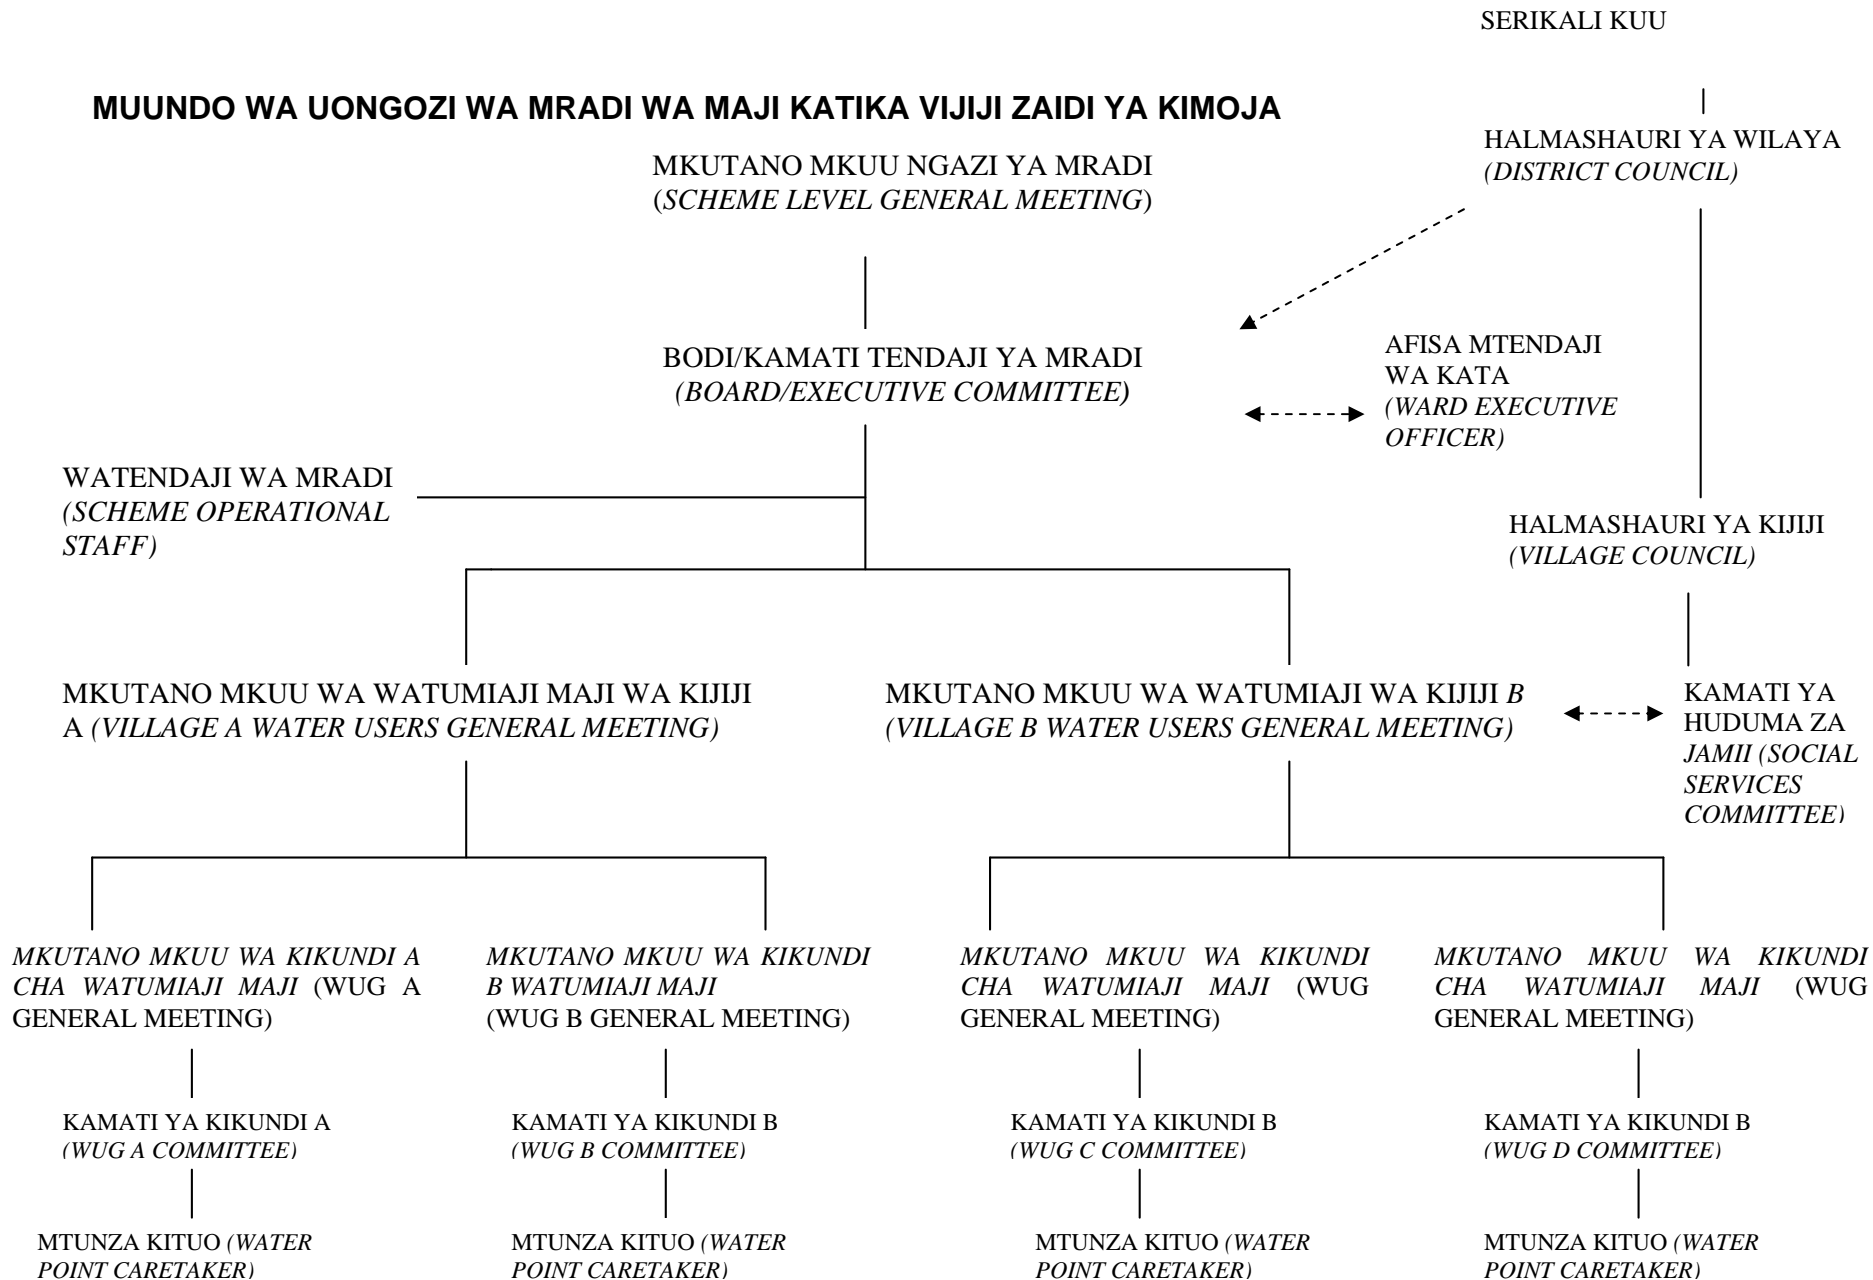 SERIKALI KUU
MUUNDO WA UONGOZI WA MRADI WA MAJI KATIKA VIJIJI ZAIDI YA KIMOJA
HALMASHAURI YA WILAYA
(DISTRICT COUNCIL)
MKUTANO MKUU NGAZI YA MRADI
(SCHEME LEVEL GENERAL MEETING)
BODI/KAMATI TENDAJI YA MRADI
(BOARD/EXECUTIVE COMMITTEE)
AFISA MTENDAJI
WA KATA
(WARD EXECUTIVE
OFFICER)
WATENDAJI WA MRADI
(SCHEME OPERATIONAL
STAFF)
HALMASHAURI YA KIJIJI
(VILLAGE COUNCIL)
MKUTANO MKUU WA WATUMIAJI MAJI WA KIJIJI
A (VILLAGE A WATER USERS GENERAL MEETING)
MKUTANO MKUU WA WATUMIAJI WA KIJIJI B
(VILLAGE B WATER USERS GENERAL MEETING)
KAMATI YA
HUDUMA ZA
JAMII (SOCIAL
SERVICES
COMMITTEE)
MKUTANO MKUU WA KIKUNDI A
CHA WATUMIAJI MAJI (WUG A
GENERAL MEETING)
MKUTANO MKUU WA KIKUNDI
B WATUMIAJI MAJI
(WUG B GENERAL MEETING)
MKUTANO MKUU WA KIKUNDI
CHA WATUMIAJI MAJI (WUG
GENERAL MEETING)
MKUTANO MKUU WA KIKUNDI
CHA WATUMIAJI MAJI (WUG
GENERAL MEETING)
KAMATI YA KIKUNDI A
(WUG A COMMITTEE)
KAMATI YA KIKUNDI B
(WUG B COMMITTEE)
KAMATI YA KIKUNDI B
(WUG C COMMITTEE)
KAMATI YA KIKUNDI B
(WUG D COMMITTEE)
MTUNZA KITUO (WATER
POINT CARETAKER)
MTUNZA KITUO (WATER
POINT CARETAKER)
MTUNZA KITUO (WATER
POINT CARETAKER)
MTUNZA KITUO (WATER
POINT CARETAKER)